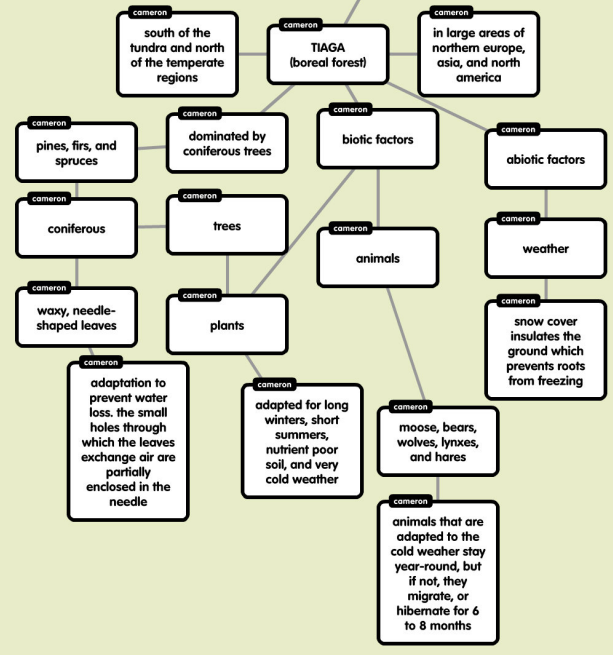 cameron
south of the
tundra and north
of the temperate
regions
cameron
TIAGA
(boreal forest)
cameron
in large areas of
northern europe,
asia, and north
america
cameron
pines, firs, and
spruces
cameron
dominated by
coniferous trees
cameron
biotic factors
cameron
abiotic factors
cameron
coniferous
cameron
trees
cameron
animals
cameron
weather
cameron
waxy, needle-
shaped leaves
cameron
plants
cameron
snow cover
insulates the
ground which
prevents roots
from freezing
cameron
adaptation to
prevent water
loss. the small
holes through
which the leaves
exchange air are
partially
enclosed in the
needle
cameron
adapted for long
winters, short
summers,
nutrient poor
soil, and very
cold weather
cameron
moose, bears,
wolves, lynxes,
and hares
cameron
animals that are
adapted to the
cold weaher stay
year-round, but
if not, they
migrate, or
hibernate for 6
to 8 months